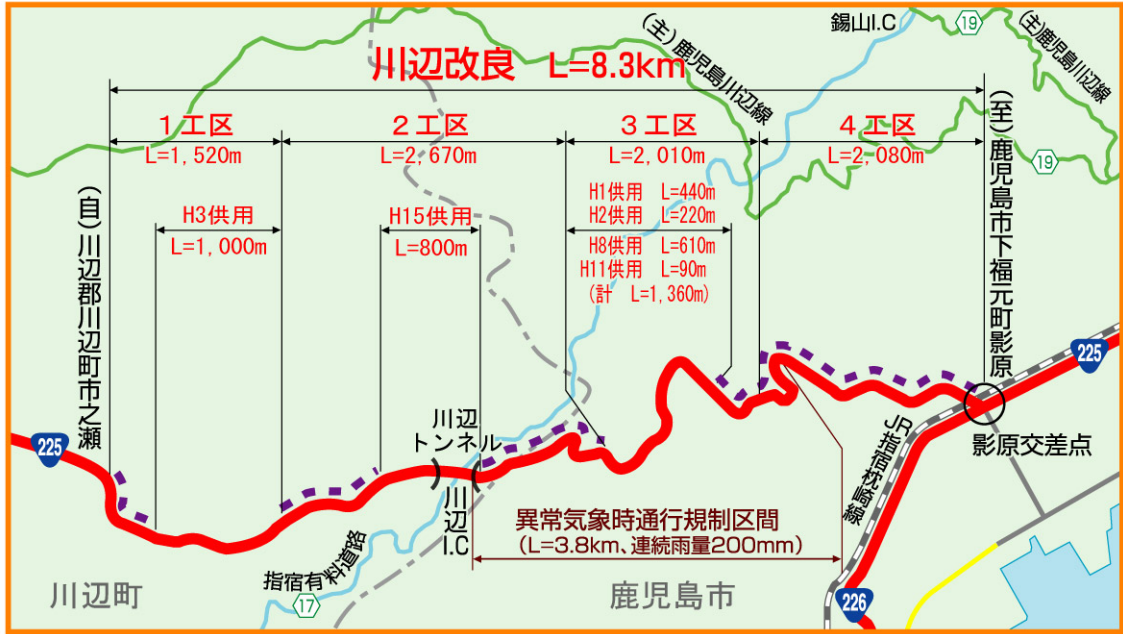 川辺改良 L=8.3km
錫山I.C
19
(主)鹿児島川辺線
(主)鹿児島川辺線
19
1工区
L=1,520m
2工区
L=2,670m
3工区
L=2,010m
4工区
L=2,080m
H3供用
L=1,000m
H15供用
L=800m
H1供用 L=440m
H2供用 L=220m
H8供用 L=610m
H11供用 L=90m
(計 L=1,360m)
(自)川辺郡川辺町市之瀬
(至)鹿児島市下福元町影原
225
225
川辺
トンネル
川辺
I.C
JR指宿枕崎線
影原交差点
異常気象時通行規制区間
(L=3.8km、連続雨量200mm)
指宿有料道路
17
川辺町
鹿児島市
226